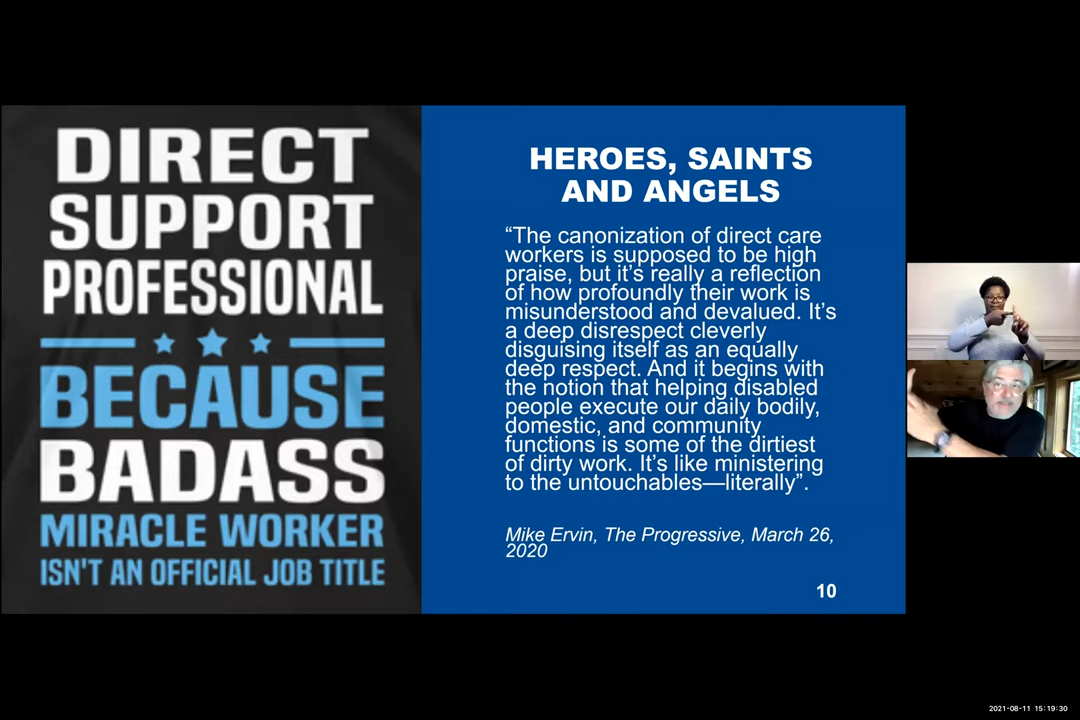 DIRECT
SUPPORT
PROFESSIONAL
BECAUSE
BADASS
MIRACLE WORKER
ISN'T AN OFFICIAL JOB TITLE
HEROES, SAINTS
AND ANGELS
“The canonization of direct care
workers is supposed to be high
praise, but it’s really a reflection
of how profoundly their work is
misunderstood and devalued. It’s
a deep disrespect cleverly
disguising itself as an equally
deep respect. And it begins with
the notion that helping disabled
people execute our daily bodily,
domestic, and community
functions is some of the dirtiest
of dirty work. It’s like ministering
to the untouchables—literally”.
Mike Ervin, The Progressive, March 26,
2020
10
2021-08-11 15:19:30